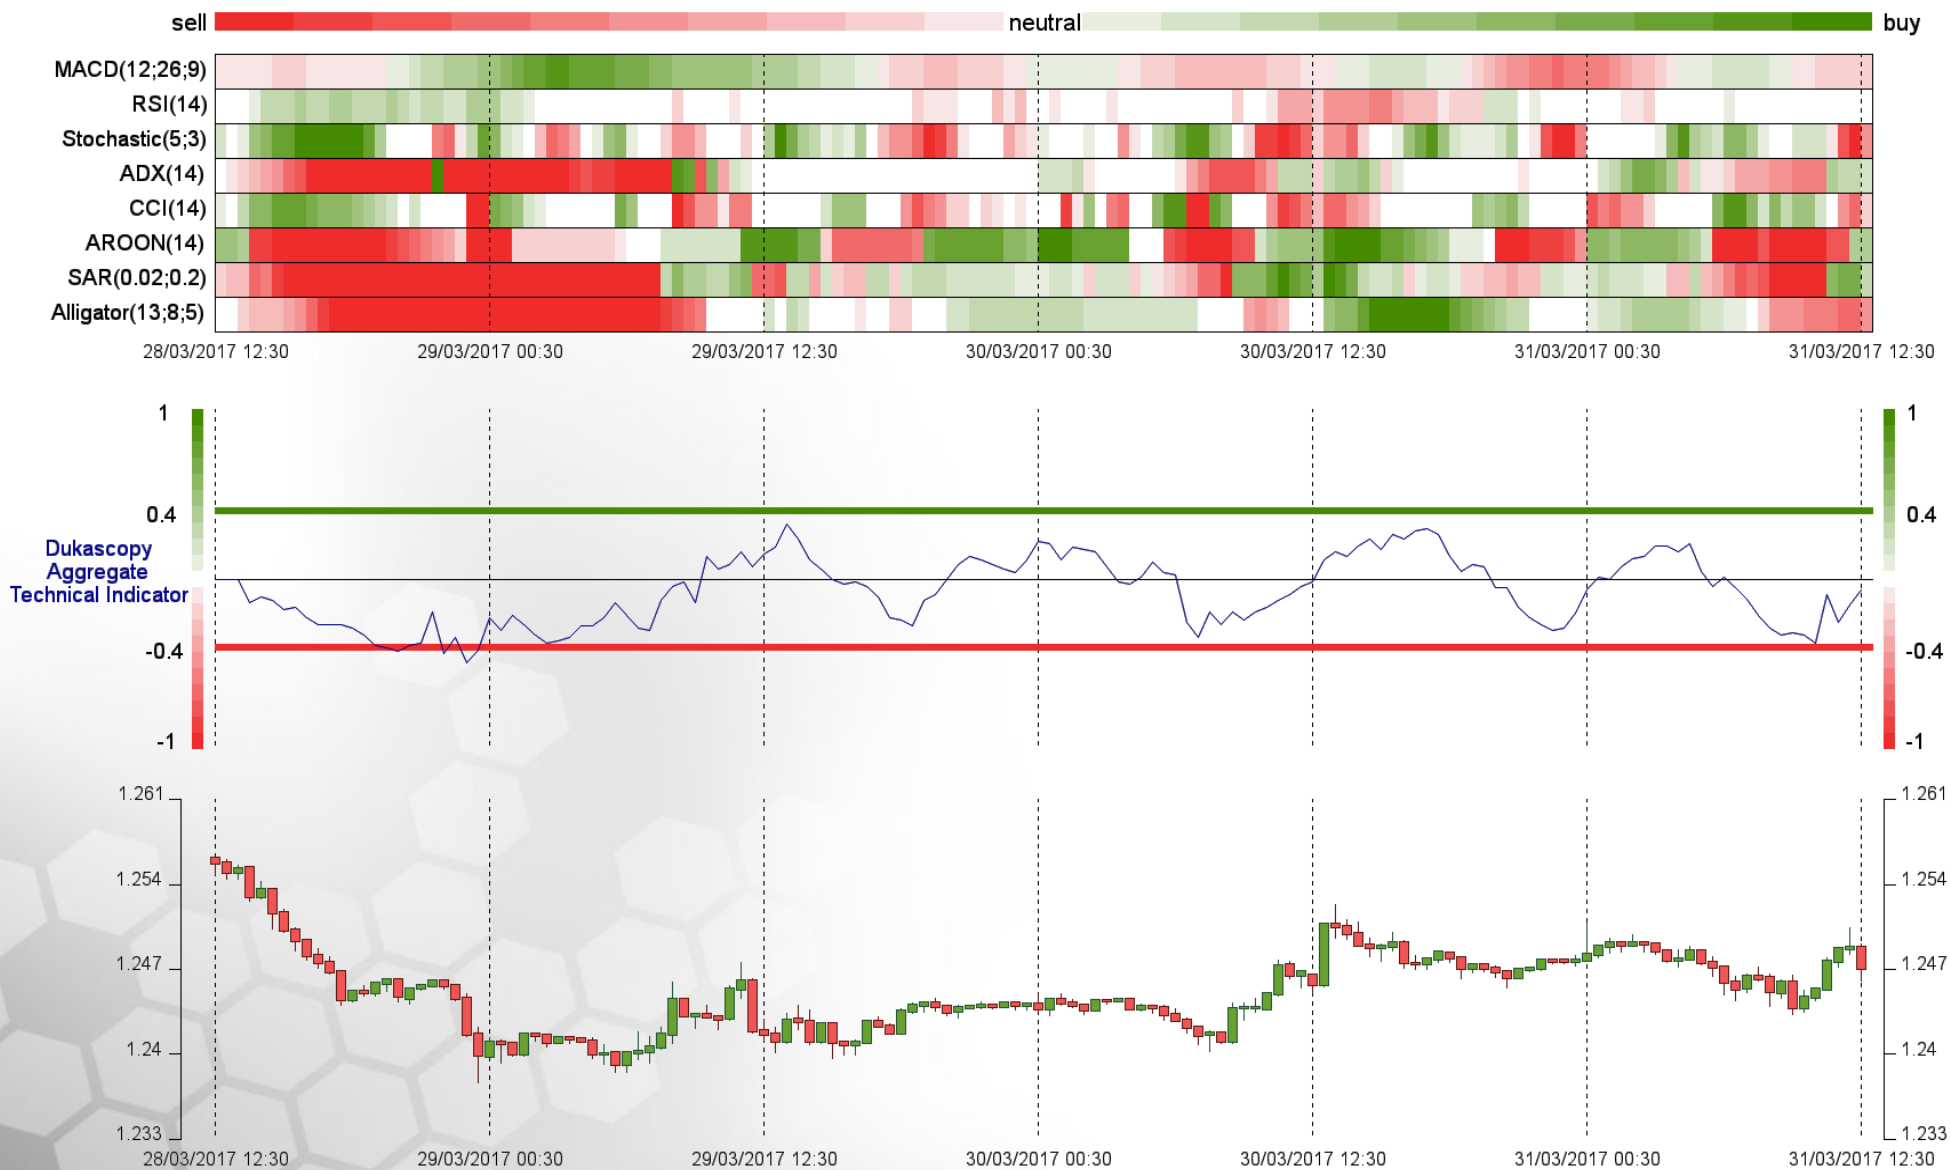 sell neutral buy
MACD(12;26;9)
RSI(14)
Stochastic(5;3)
ADX(14)
CCI(14)
AROON(14)
SAR(0.02;0.2)
Alligator(13;8;5)
28/03/2017 12:30 29/03/2017 00:30 29/03/2017 12:30 30/03/2017 00:30 30/03/2017 12:30 31/03/2017 00:30 31/03/2017 12:30
1 1
0.4 0.4
Dukascopy
Aggregate
Technical Indicator
-0.4 -0.4
-1 -1
1.261 1.261
1.254 1.254
1.247 1.247
1.24 1.24
1.233 1.233
28/03/2017 12:30 29/03/2017 00:30 29/03/2017 12:30 30/03/2017 00:30 30/03/2017 12:30 31/03/2017 00:30 31/03/2017 12:30